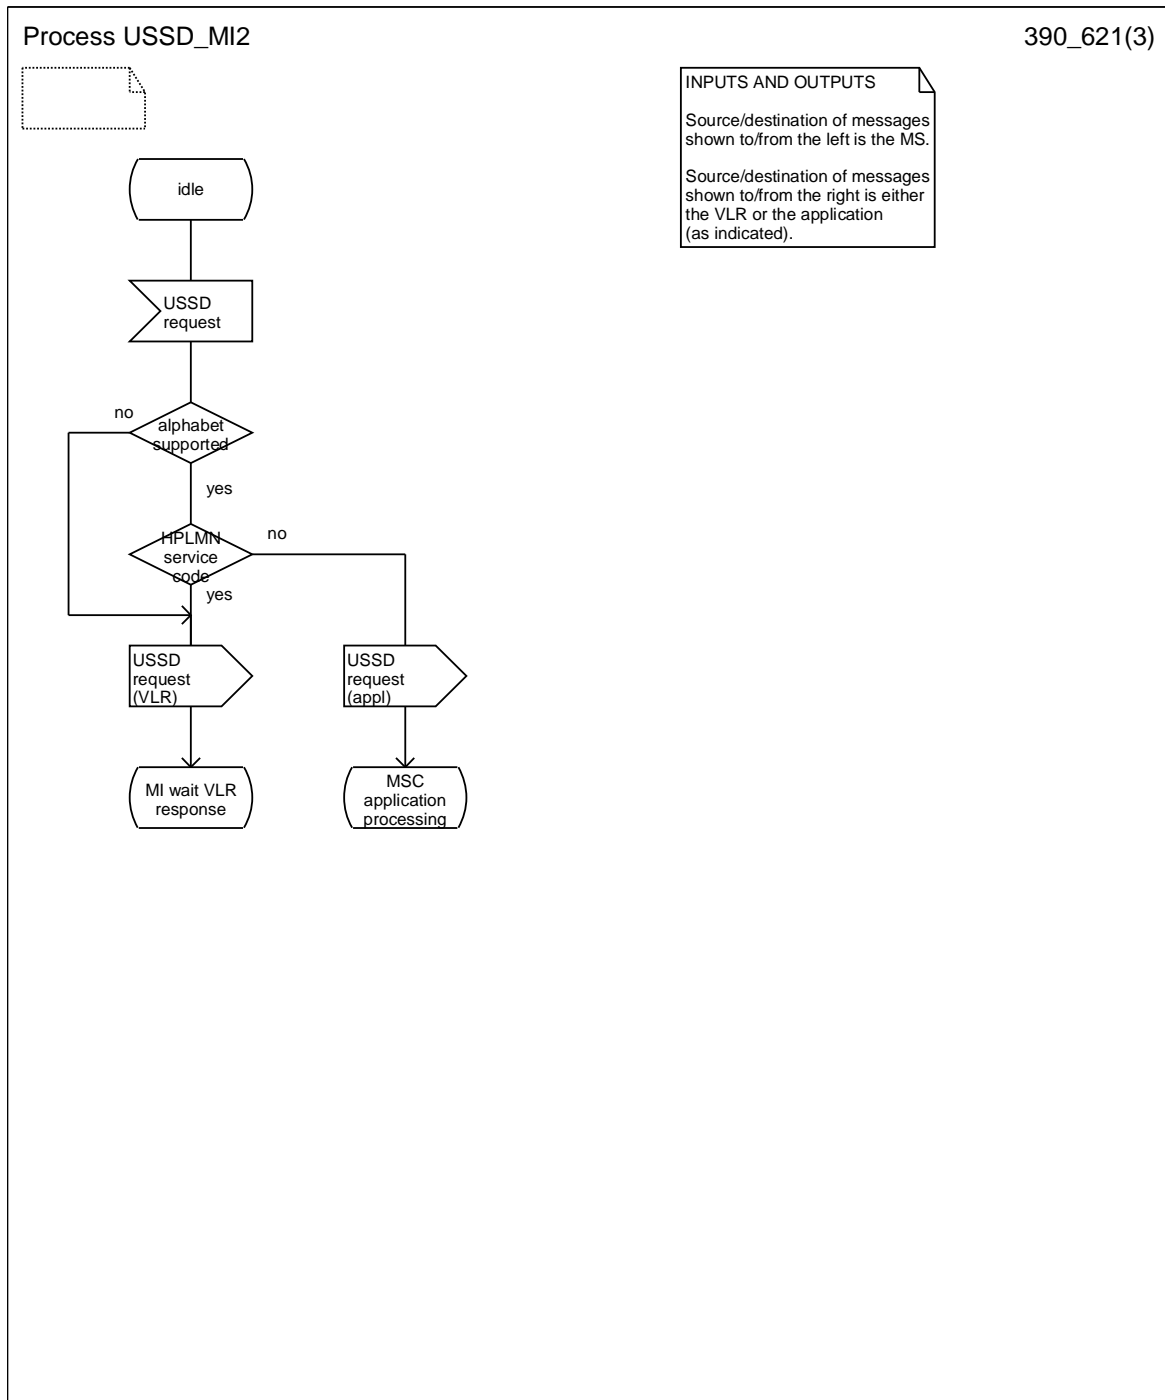 Process USSD_MI2
390_621(3)
INPUTS AND OUTPUTS
Source/destination of messages
shown to/from the left is the MS.
Source/destination of messages
shown to/from the right is either
the VLR or the application
(as indicated).
idle
USSD
request
no
alphabet
supported
yes
HPLMN
service
code
no
yes
USSD
request
(VLR)
USSD
request
(appl)
MI wait VLR
response
MSC
application
processing